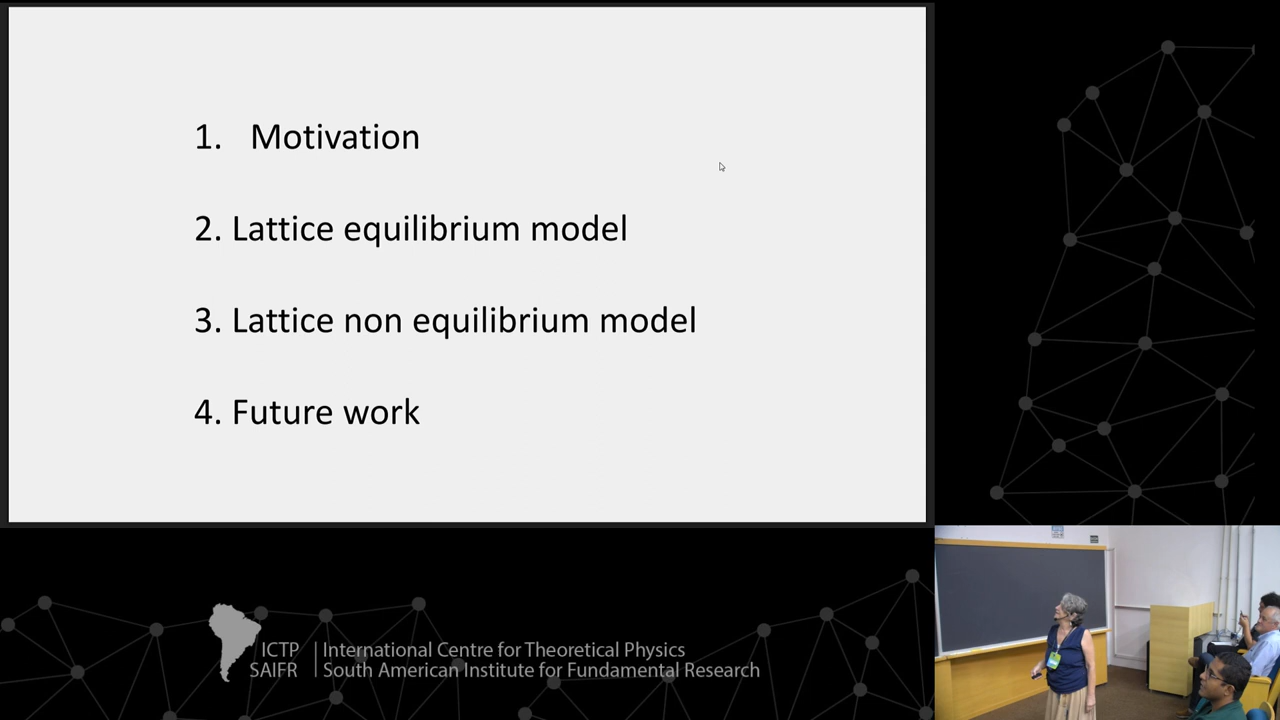 1. Motivation
2. Lattice equilibrium model
3. Lattice non equilibrium model
4. Future work
ICTP | International Centre for Theoretical Physics
SAIFR | South American Institute for Fundamental Research